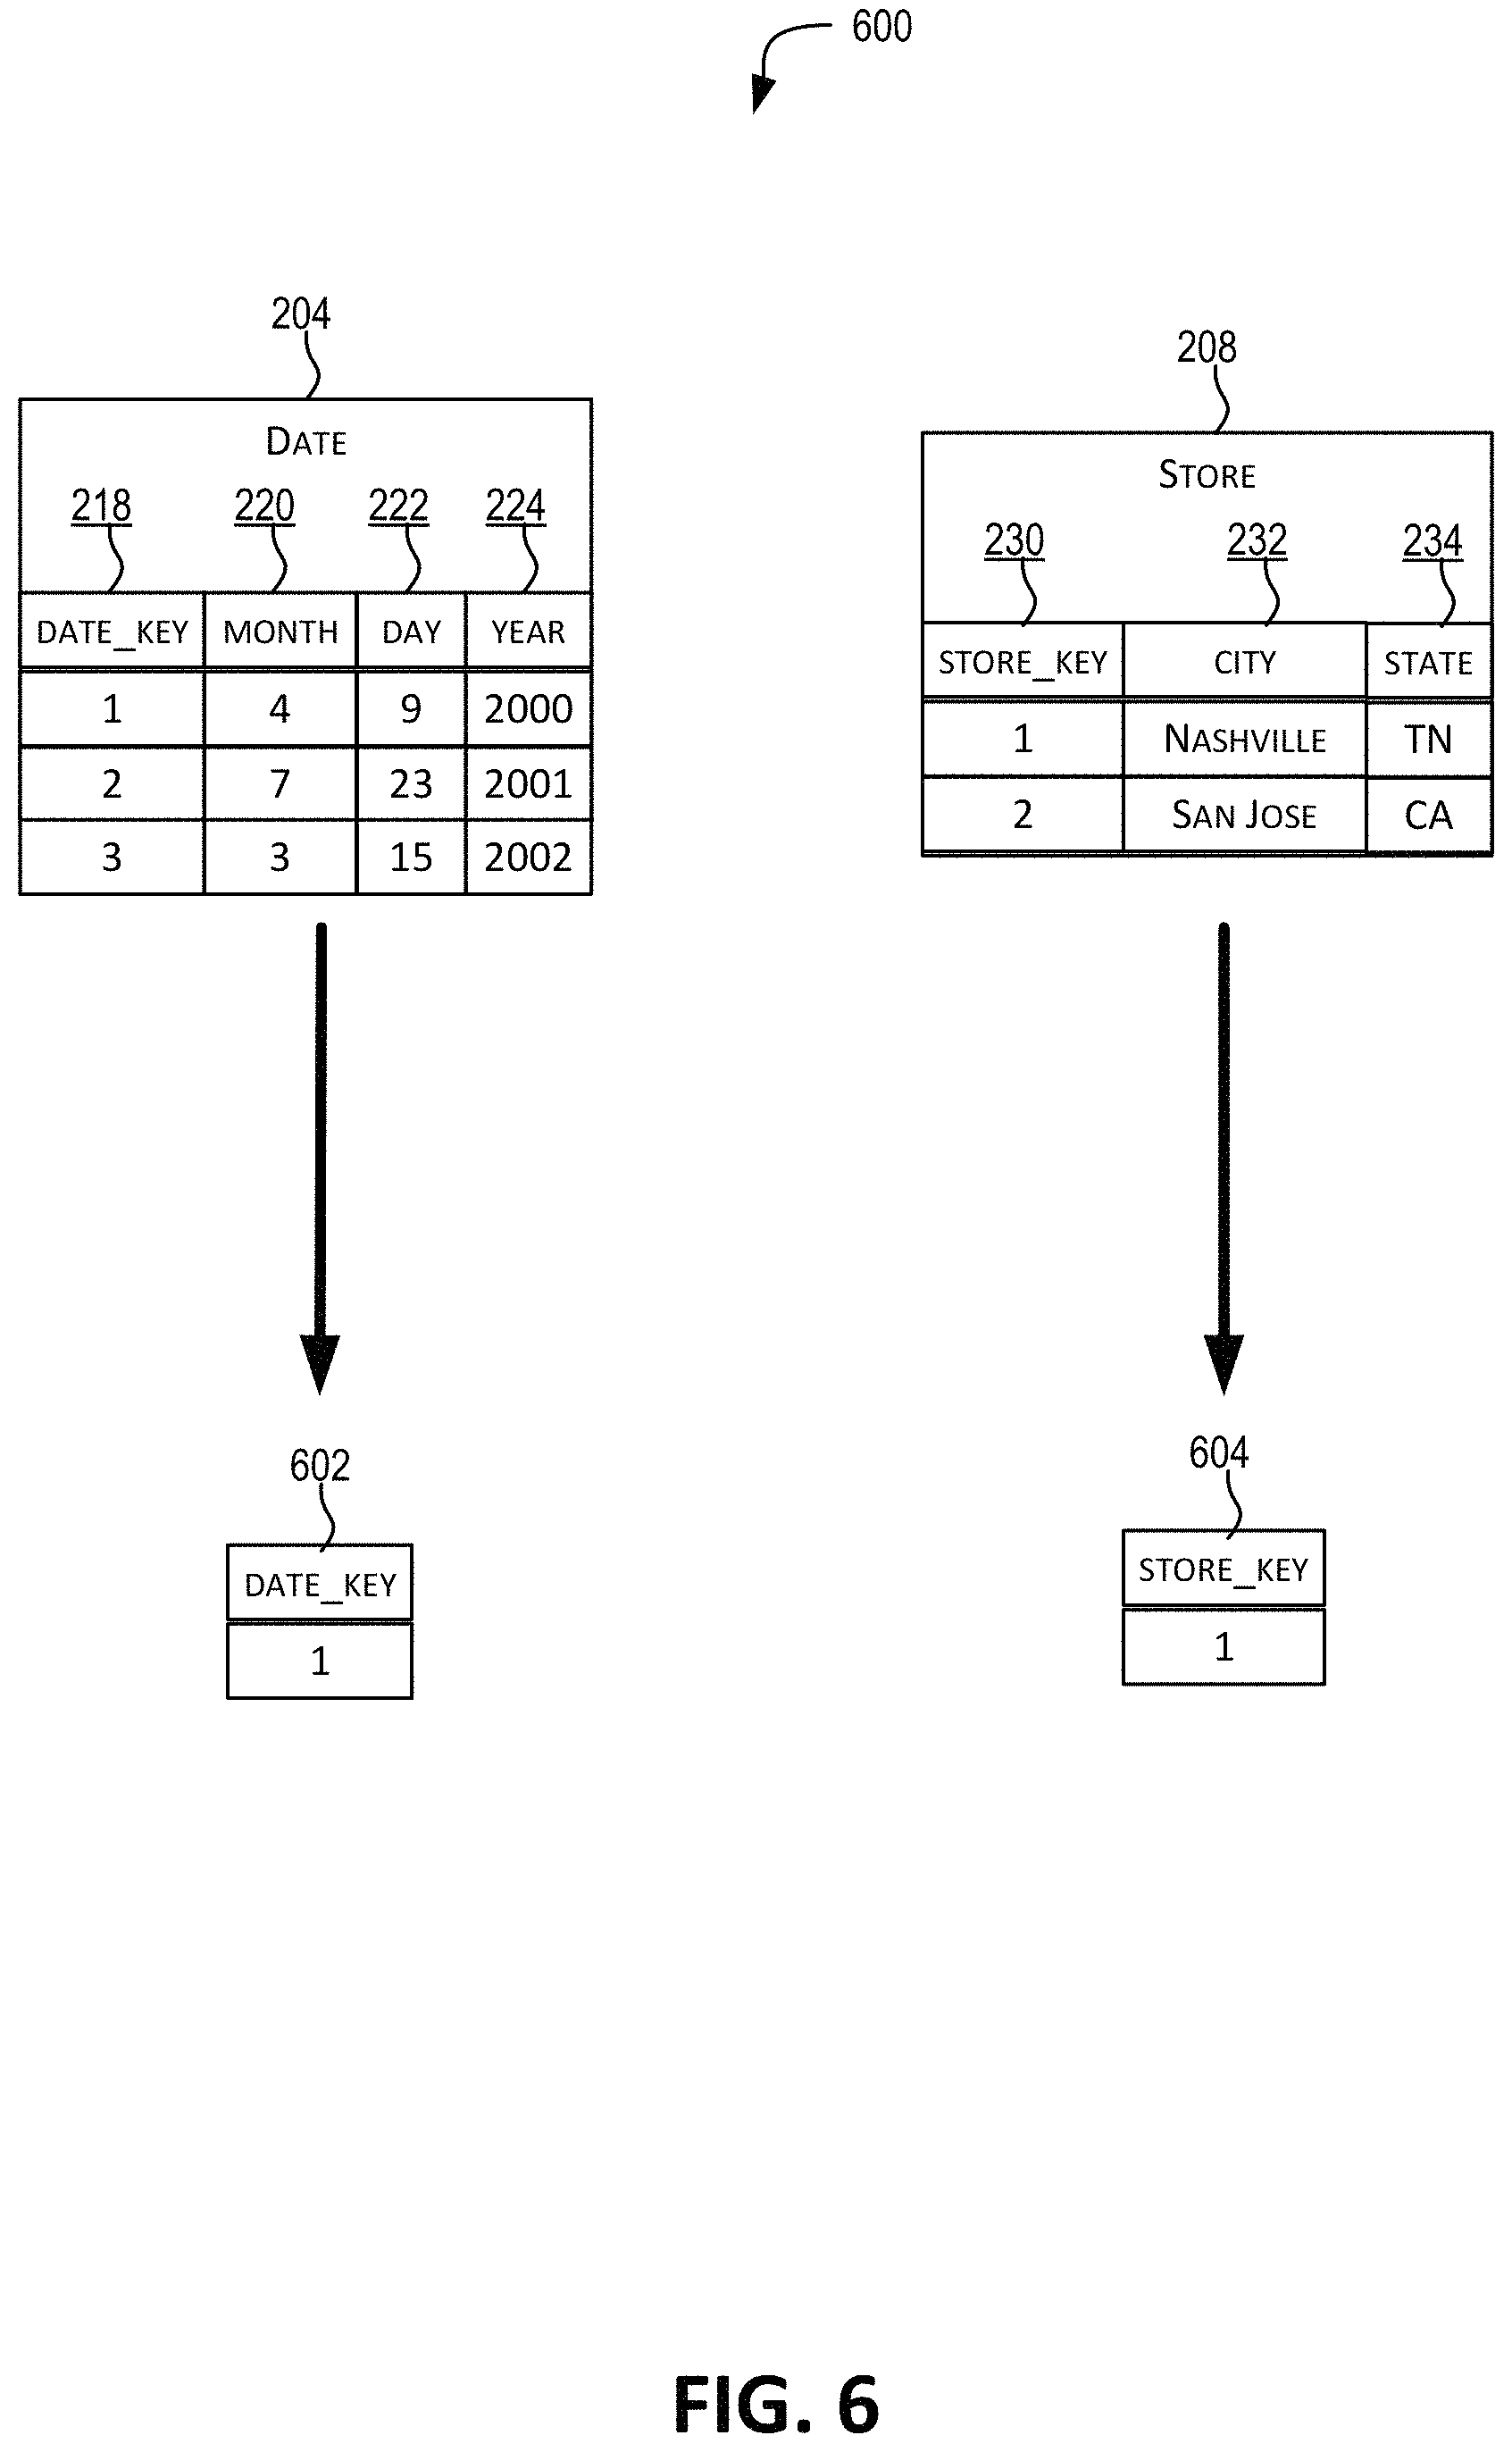 600
204
DATE
218 220 222 224
DATE_KEY MONTH DAY YEAR
1 4 9 2000
2 7 23 2001
3 3 15 2002
208
STORE
230 232 234
STORE_KEY CITY STATE
1 NASHVILLE TN
2 SAN JOSE CA
602
DATE_KEY
1
604
STORE_KEY
1
FIG. 6